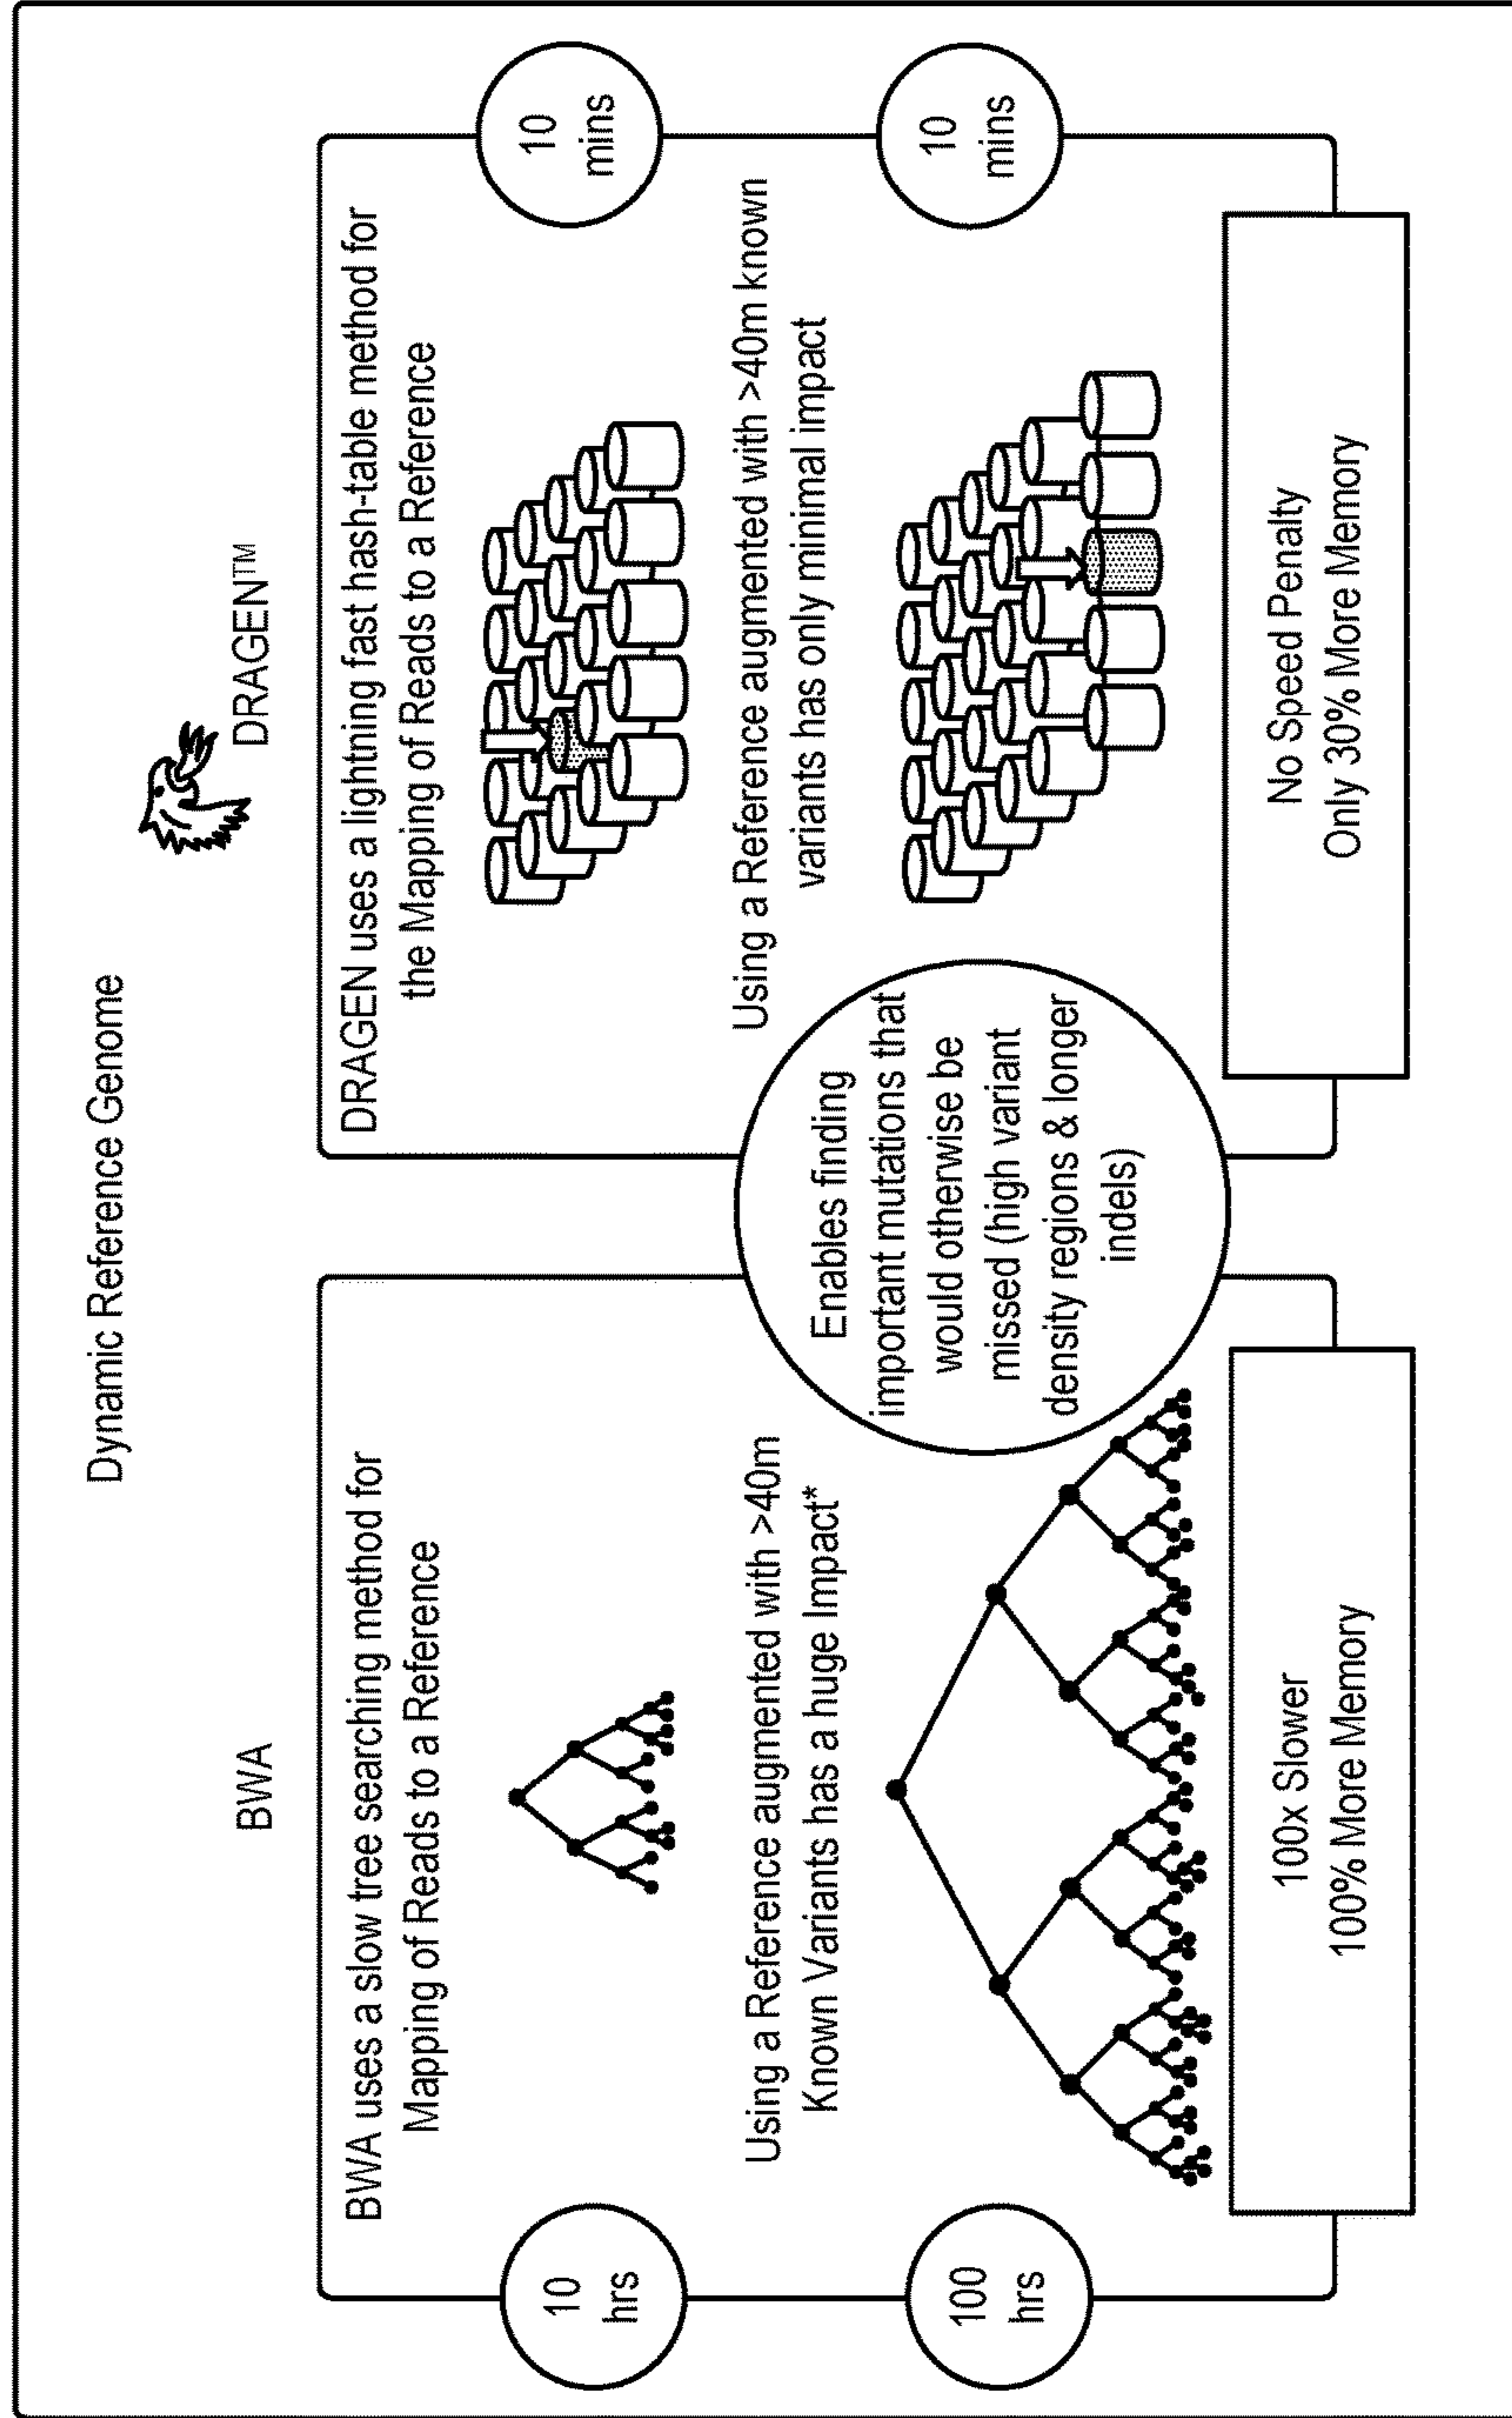 Dynamic Reference Genome
BWA
BWA uses a slow tree searching method for
Mapping of Reads to a Reference
10
hrs
Using a Reference augmented with >40m
Known Variants has a huge Impact*
100
hrs
100x Slower
100% More Memory
Enables finding
important mutations that
would otherwise be
missed (high variant
density regions & longer
indels)
DRAGEN™
DRAGEN uses a lightning fast hash-table method for
the Mapping of Reads to a Reference
10
mins
Using a Reference augmented with >40m known
variants has only minimal impact
10
mins
No Speed Penalty
Only 30% More Memory